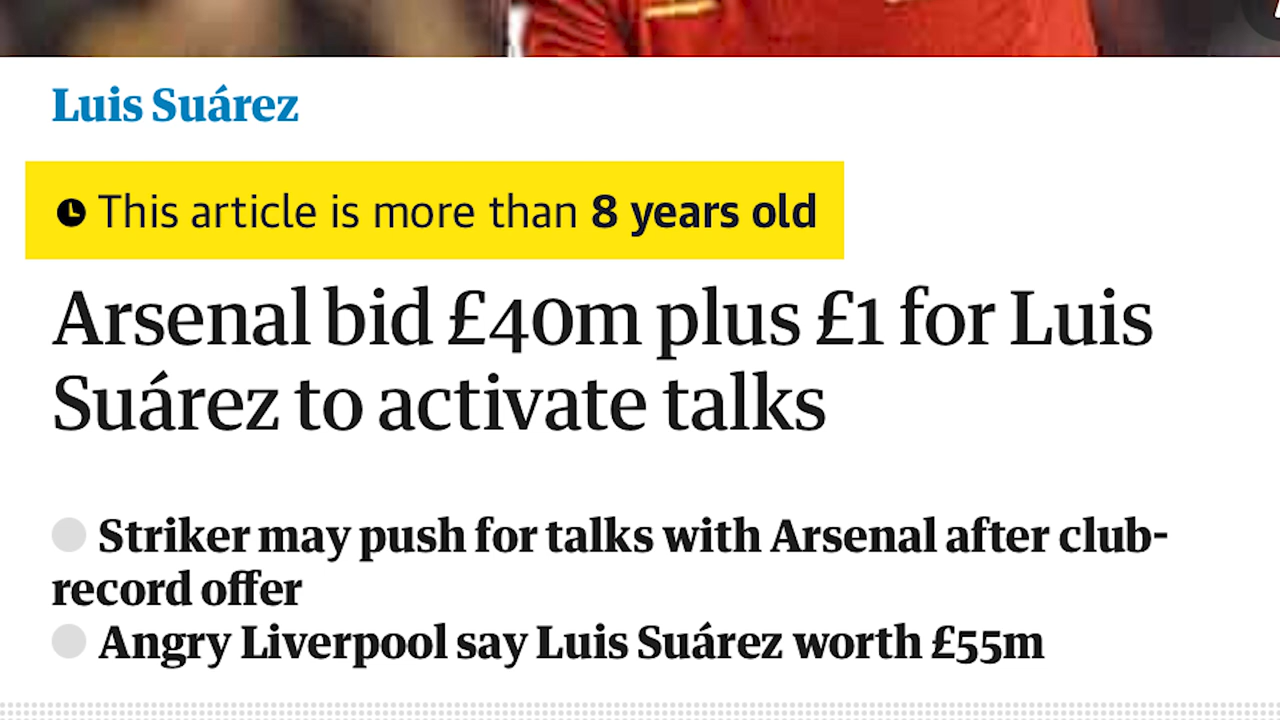 Luis Suárez
This article is more than 8 years old
Arsenal bid £40m plus £1 for Luis
Suárez to activate talks
Striker may push for talks with Arsenal after club-
record offer
Angry Liverpool say Luis Suárez worth £55m